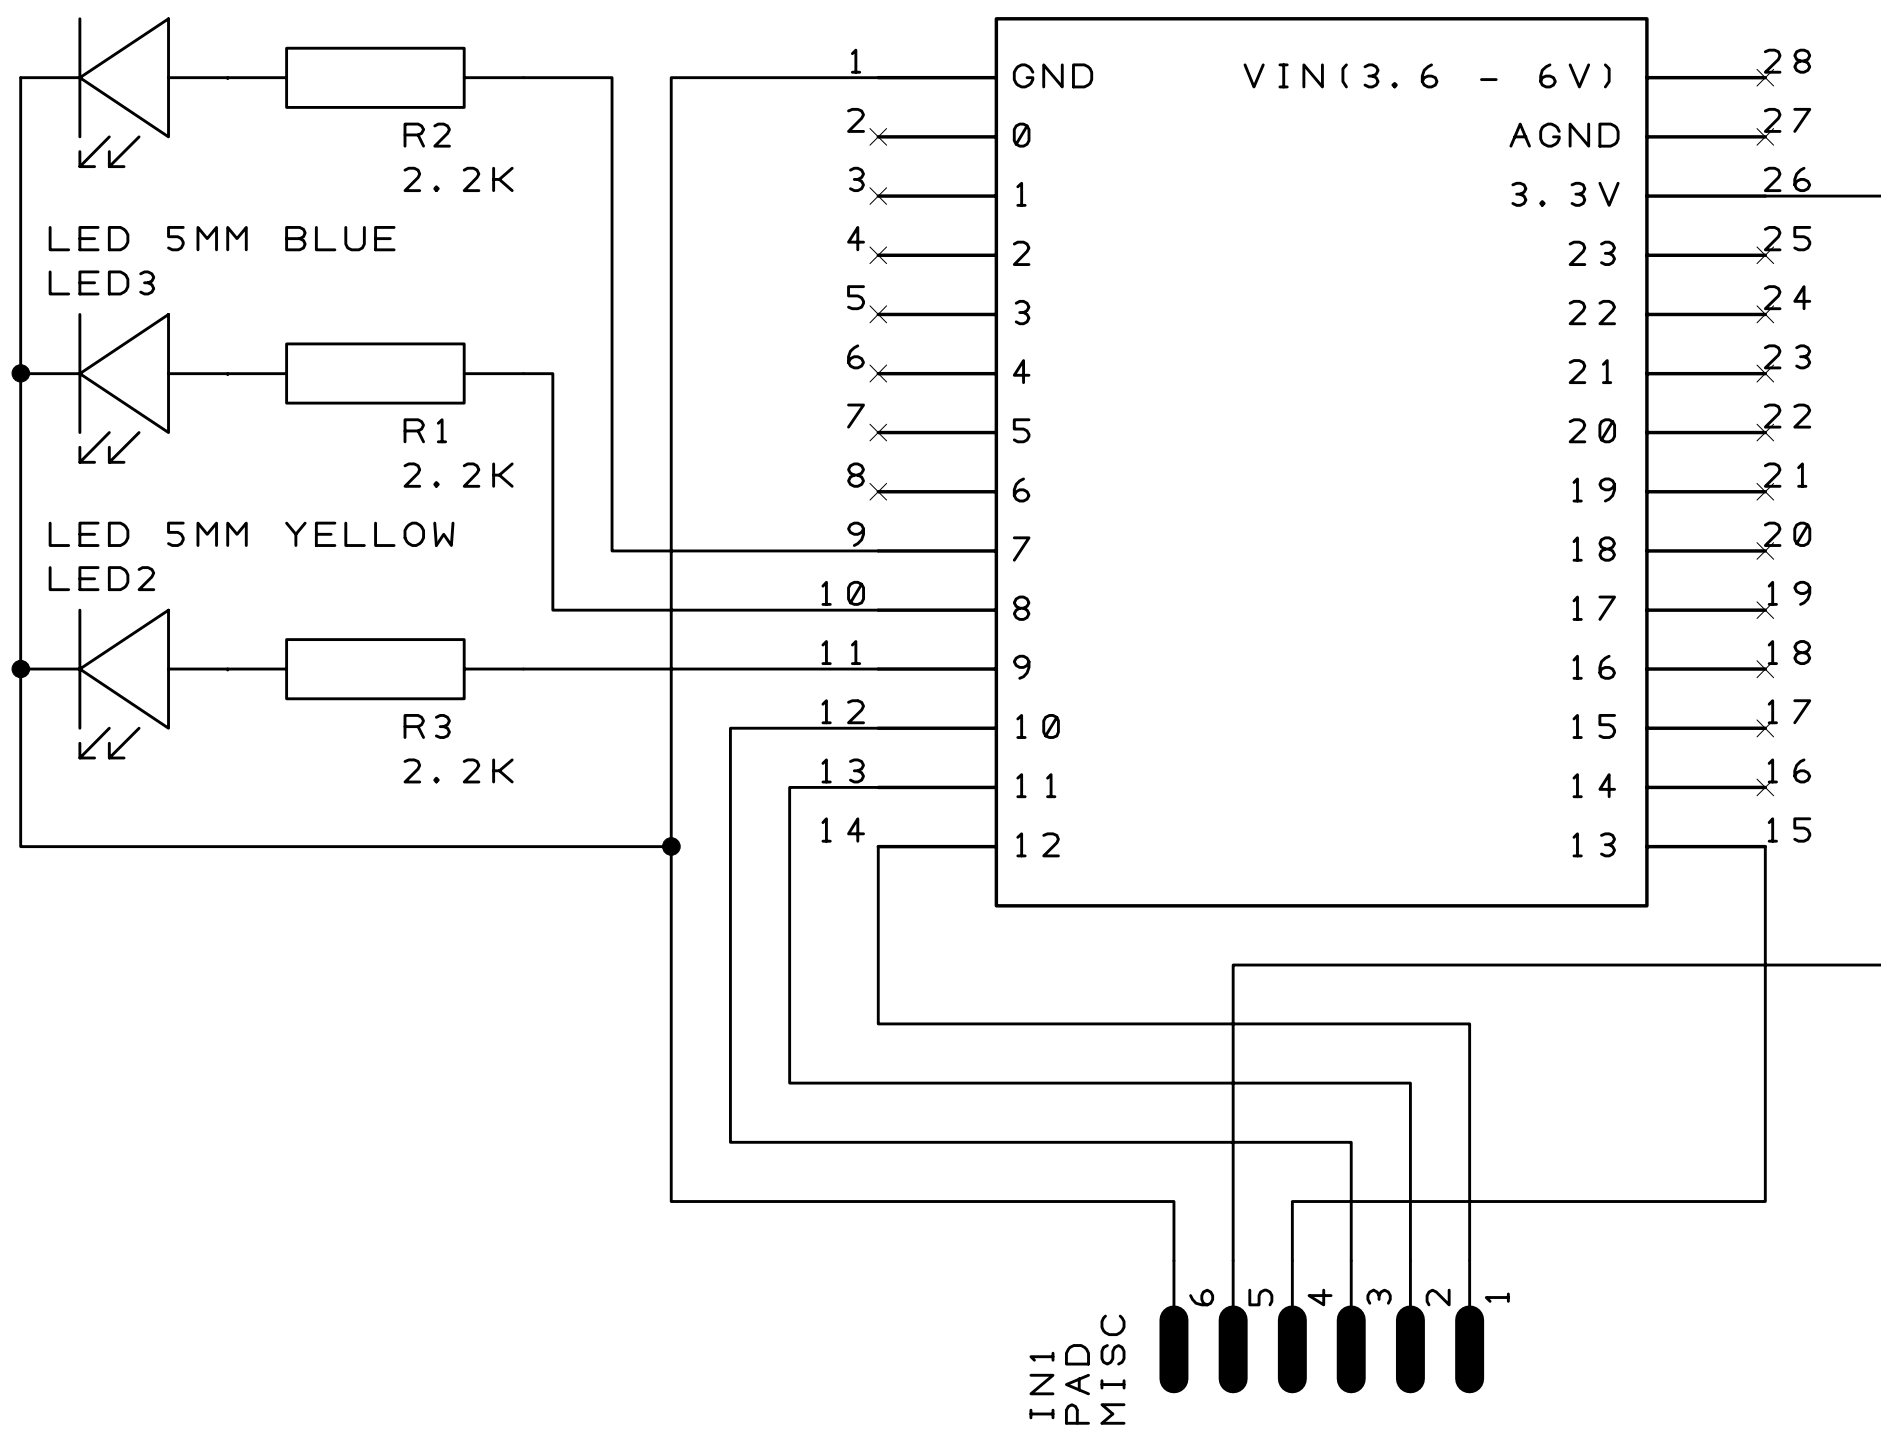 R2
2.2K
LED 5MM BLUE
LED3
R1
2.2K
LED 5MM YELLOW
LED2
R3
2.2K
1 GND VIN(3.6 - 6V) 28
2 0 AGND 27
3 1 3.3V 26
4 2 23 25
5 3 22 24
6 4 21 23
7 5 20 22
8 6 19 21
9 7 18 20
10 8 17 19
11 9 16 18
12 10 15 17
13 11 14 16
14 12 13 15
6 5 4 3 2 1
IN1
PAD
MISC